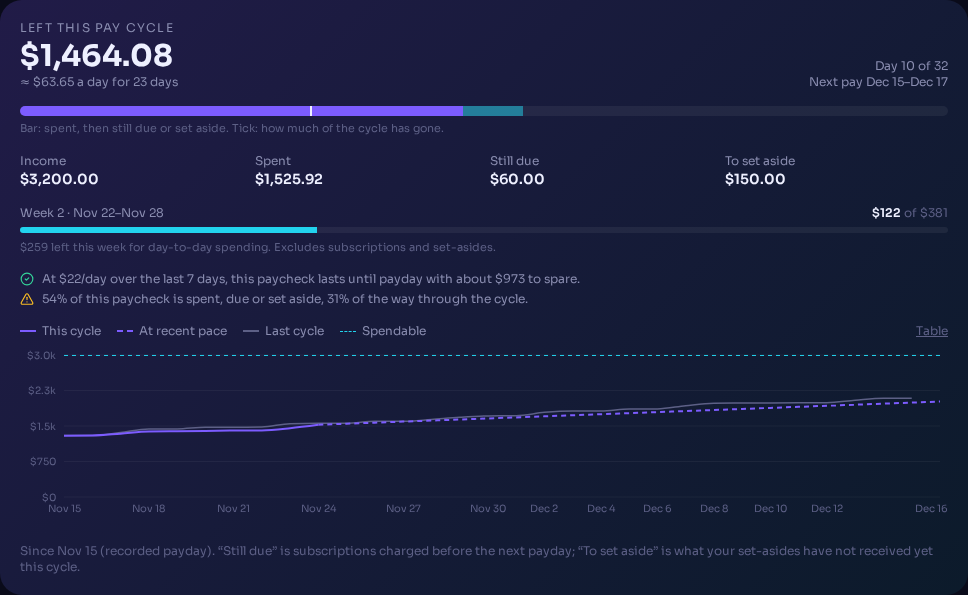 LEFT THIS PAY CYCLE
$1,464.08
≈ $63.65 a day for 23 days
Day 10 of 32
Next pay Dec 15–Dec 17
Bar: spent, then still due or set aside. Tick: how much of the cycle has gone.
Income Spent Still due To set aside
$3,200.00 $1,525.92 $60.00 $150.00
Week 2 · Nov 22–Nov 28 $122 of $381
$259 left this week for day-to-day spending. Excludes subscriptions and set-asides.
At $22/day over the last 7 days, this paycheck lasts until payday with about $973 to spare.
54% of this paycheck is spent, due or set aside, 31% of the way through the cycle.
This cycle At recent pace Last cycle Spendable Table
$3.0k
$2.3k
$1.5k
$750
$0
Nov 15 Nov 18 Nov 21 Nov 24 Nov 27 Nov 30 Dec 2 Dec 4 Dec 6 Dec 8 Dec 10 Dec 12 Dec 16
Since Nov 15 (recorded payday). “Still due” is subscriptions charged before the next payday; “To set aside” is what your set-asides have not received yet
this cycle.